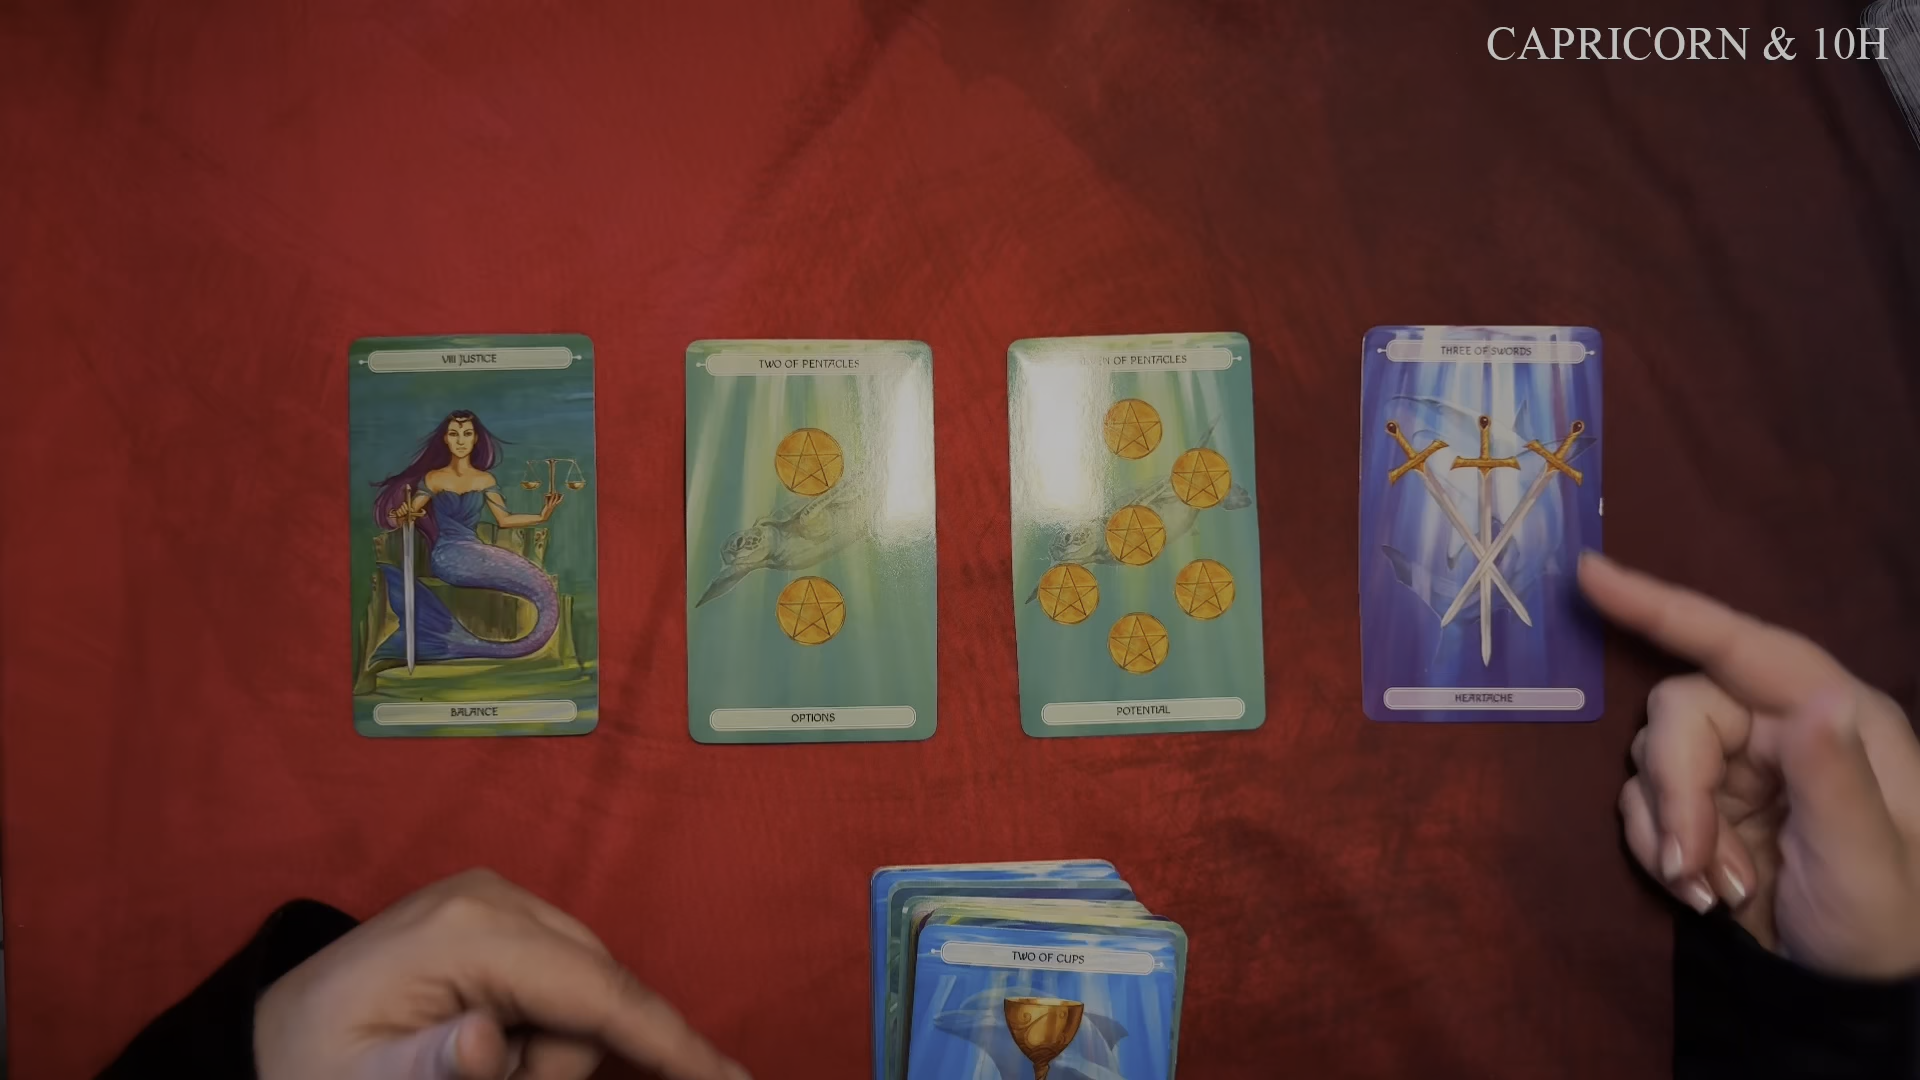 CAPRICORN & 10H
VIII JUSTICE
BALANCE
TWO OF PENTACLES
OPTIONS
OF PENTACLES
POTENTIAL
THREE OF SWORDS
HEARTACHE
TWO OF CUPS